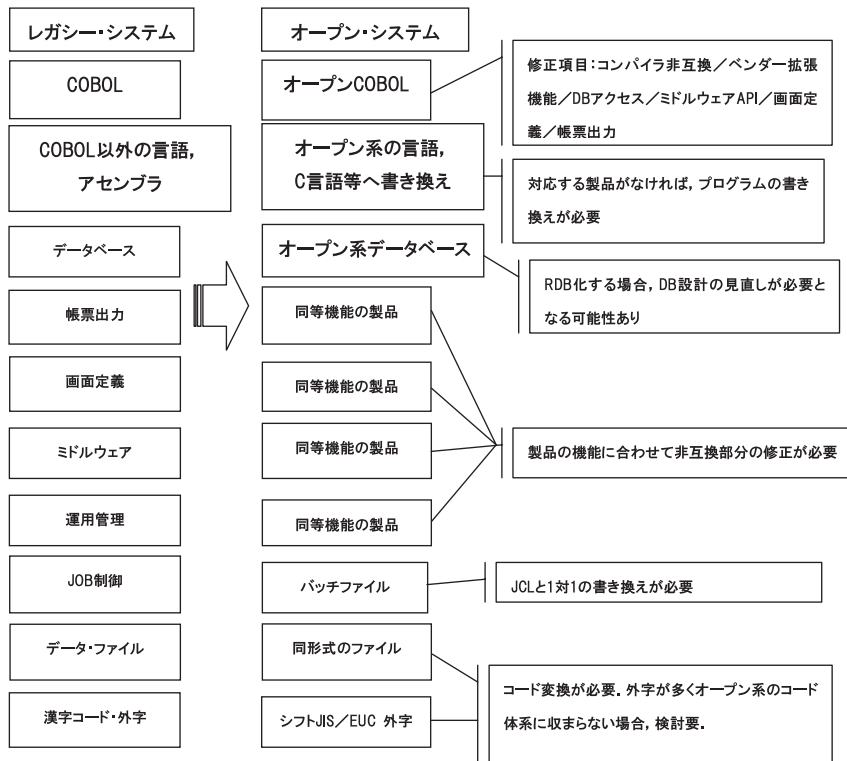 レガシー・システム
オープン・システム
COBOL
オープンCOBOL
修正項目：コンパイラ非互換／ベンダー拡張
機能／DBアクセス／ミドルウェアAPI／画面定
義／帳票出力
COBOL以外の言語，
アセンブラ
オープン系の言語，
C言語等へ書き換え
対応する製品がなければ，プログラムの書き
換えが必要
データベース
オープン系データベース
RDB化する場合，DB設計の見直しが必要と
なる可能性あり
帳票出力
同等機能の製品
画面定義
同等機能の製品
ミドルウェア
同等機能の製品
製品の機能に合わせて非互換部分の修正が必要
運用管理
同等機能の製品
JOB制御
バッチファイル
JCLと1対1の書き換えが必要
データ・ファイル
同形式のファイル
コード変換が必要．外字が多くオープン系のコード
体系に収まらない場合，検討要．
漢字コード・外字
シフトJIS／EUC 外字